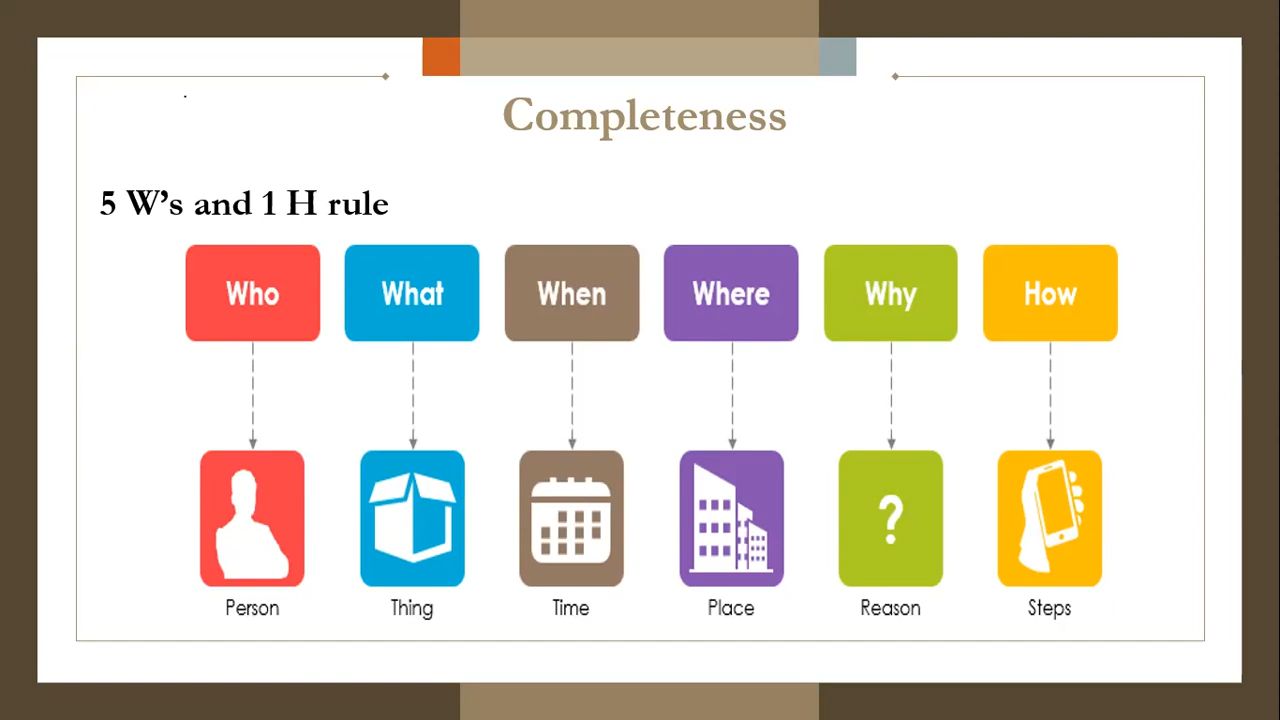 Completeness
5 W’s and 1 H rule
Who What When Where Why How
?
Person Thing Time Place Reason Steps